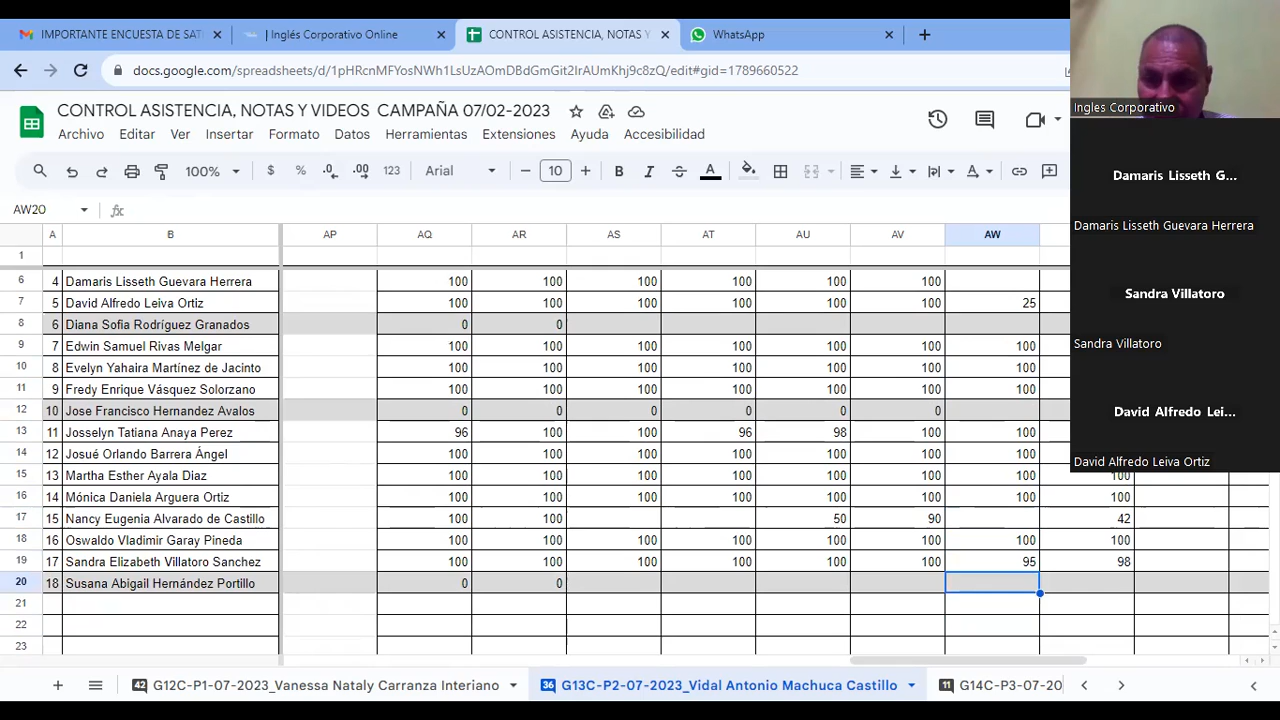 IMPORTANTE ENCUESTA DE SAT
| Inglés Corporativo Online
CONTROL ASISTENCIA, NOTAS Y
WhatsApp
docs.google.com/spreadsheets/d/1pHRqMFYosNWh1LsUzAOmDBdGmGit2IrAUmKhj9c8zQ/edit#gid=1789660522
CONTROL ASISTENCIA, NOTAS Y VIDEOS CAMPAÑA 07/02-2023
Archivo Editar Ver Insertar Formato Datos Herramientas Extensiones Ayuda Accesibilidad
100% $ % .0 .00 123 Arial 10 B I A
AW20 fx
A B AP AQ AR AS AT AU AV AW
1
6 4 Damaris Lisseth Guevara Herrera 100 100 100 100 100 100
7 5 David Alfredo Leiva Ortiz 100 100 100 100 100 100 25
8 6 Diana Sofia Rodríguez Granados 0 0
9 7 Edwin Samuel Rivas Melgar 100 100 100 100 100 100 100
10 8 Evelyn Yahaira Martínez de Jacinto 100 100 100 100 100 100 100
11 9 Fredy Enrique Vásquez Solorzano 100 100 100 100 100 100 100
12 10 Jose Francisco Hernandez Avalos 0 0 0 0 0 0
13 11 Josselyn Tatiana Anaya Perez 96 100 100 96 98 100 100
14 12 Josué Orlando Barrera Ángel 100 100 100 100 100 100 100
15 13 Martha Esther Ayala Diaz 100 100 100 100 100 100 100 100
16 14 Mónica Daniela Arguera Ortiz 100 100 100 100 100 100 100 100
17 15 Nancy Eugenia Alvarado de Castillo 100 100 50 90 42
18 16 Oswaldo Vladimir Garay Pineda 100 100 100 100 100 100 100 100
19 17 Sandra Elizabeth Villatoro Sanchez 100 100 100 100 100 100 95 98
20 18 Susana Abigail Hernández Portillo 0 0
21
22
23
42 G12C-P1-07-2023_Vanessa Nataly Carranza Interiano
36 G13C-P2-07-2023_Vidal Antonio Machuca Castillo
11 G14C-P3-07-20
Ingles Corporativo
Damaris Lisseth G...
Damaris Lisseth Guevara Herrera
Sandra Villatoro
Sandra Villatoro
David Alfredo Lei...
David Alfredo Leiva Ortiz